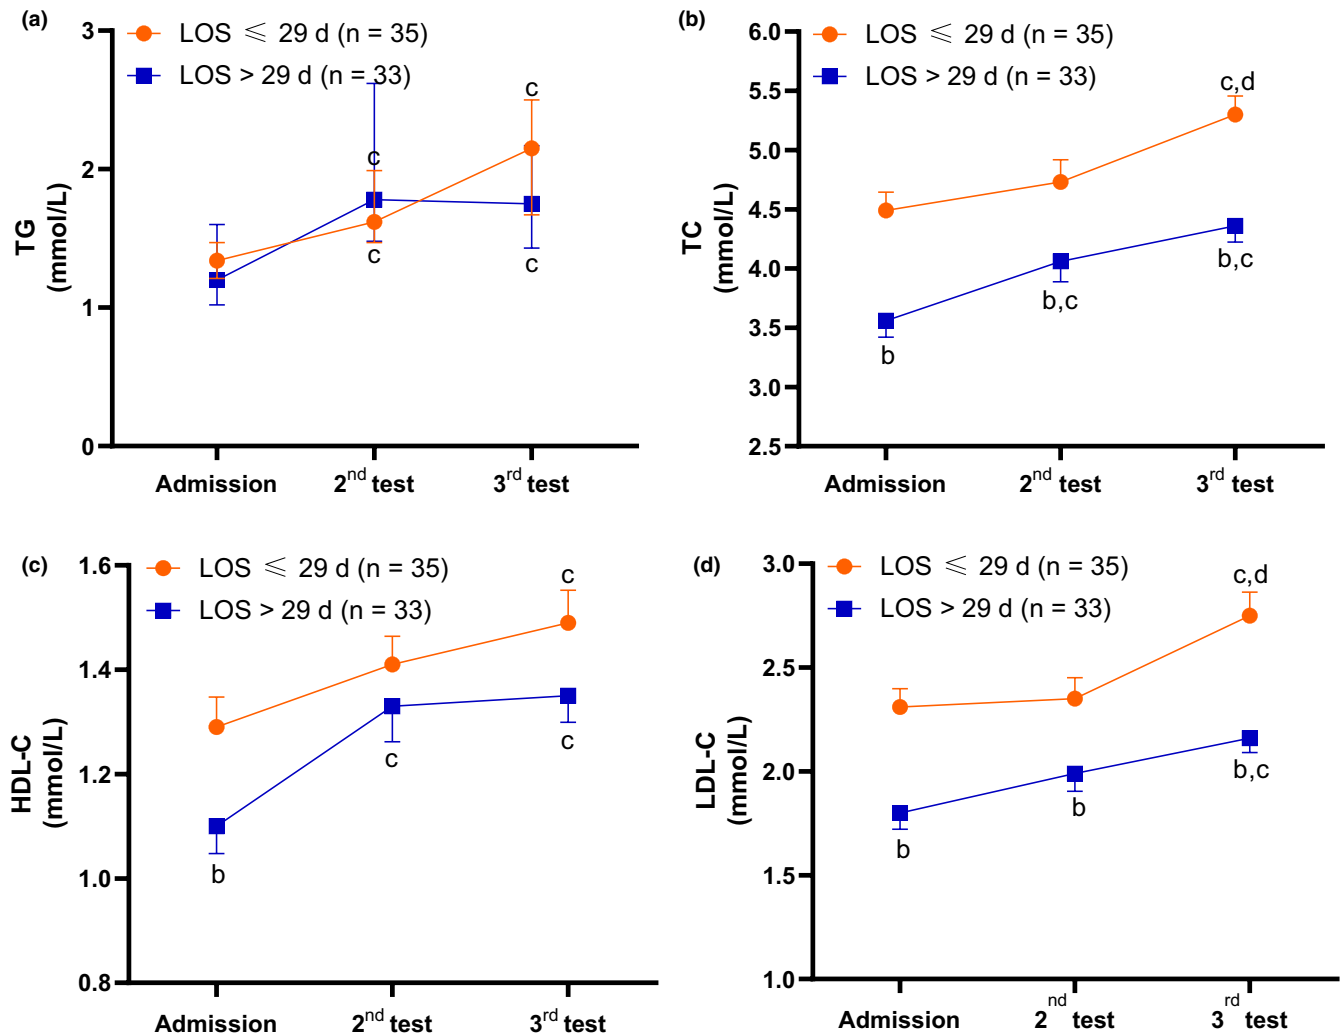 (a)
LOS ⩽ 29 d (n = 35)
LOS > 29 d (n = 33)
3
2
1
0
TG
(mmol/L)
c
c
c
c
Admission
2nd test
3rd test
(b)
LOS ⩽ 29 d (n = 35)
LOS > 29 d (n = 33)
6.0
5.5
5.0
4.5
4.0
3.5
3.0
2.5
TC
(mmol/L)
c,d
b
b,c
b,c
Admission
2nd test
3rd test
(c)
LOS ⩽ 29 d (n = 35)
LOS > 29 d (n = 33)
1.6
1.4
1.2
1.0
0.8
HDL-C
(mmol/L)
c
b
c
c
Admission
2nd test
3rd test
(d)
LOS ⩽ 29 d (n = 35)
LOS > 29 d (n = 33)
3.0
2.5
2.0
1.5
1.0
LDL-C
(mmol/L)
c,d
b
b
b,c
Admission
2nd test
3rd test